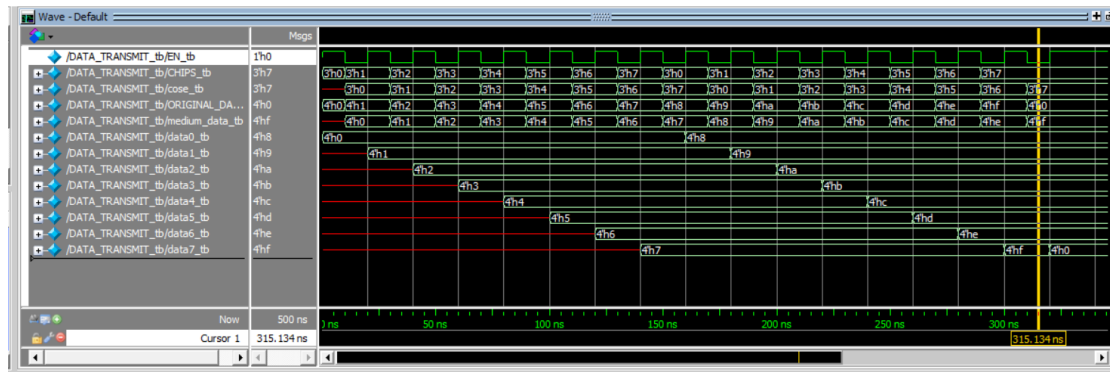 Wave - Default
Msgs
/DATA_TRANSMIT_tb/EN_tb 1'h0
/DATA_TRANSMIT_tb/CHIPS_tb 3'h7 3'h0 3'h1 3'h2 3'h3 3'h4 3'h5 3'h6 3'h7 3'h0 3'h1 3'h2 3'h3 3'h4 3'h5 3'h6 3'h7
/DATA_TRANSMIT_tb/cose_tb 3'h7 3'h0 3'h1 3'h2 3'h3 3'h4 3'h5 3'h6 3'h7 3'h0 3'h1 3'h2 3'h3 3'h4 3'h5 3'h6 3'h7
/DATA_TRANSMIT_tb/ORIGINAL_DA... 4'h0 4'h0 4'h1 4'h2 4'h3 4'h4 4'h5 4'h6 4'h7 4'h8 4'h9 4'ha 4'hb 4'hc 4'hd 4'he 4'hf 4'h0
/DATA_TRANSMIT_tb/medium_data_tb 4'hf 4'h0 4'h1 4'h2 4'h3 4'h4 4'h5 4'h6 4'h7 4'h8 4'h9 4'ha 4'hb 4'hc 4'hd 4'he 4'hf
/DATA_TRANSMIT_tb/data0_tb 4'h8 4'h0 4'h8
/DATA_TRANSMIT_tb/data1_tb 4'h9 4'h1 4'h9
/DATA_TRANSMIT_tb/data2_tb 4'ha 4'h2 4'ha
/DATA_TRANSMIT_tb/data3_tb 4'hb 4'h3 4'hb
/DATA_TRANSMIT_tb/data4_tb 4'hc 4'h4 4'hc
/DATA_TRANSMIT_tb/data5_tb 4'hd 4'h5 4'hd
/DATA_TRANSMIT_tb/data6_tb 4'he 4'h6 4'he
/DATA_TRANSMIT_tb/data7_tb 4'hf 4'h7 4'hf 4'h0
Now 500 ns ns 50 ns 100 ns 150 ns 200 ns 250 ns 300 ns
Cursor 1 315.134 ns 315.134 ns